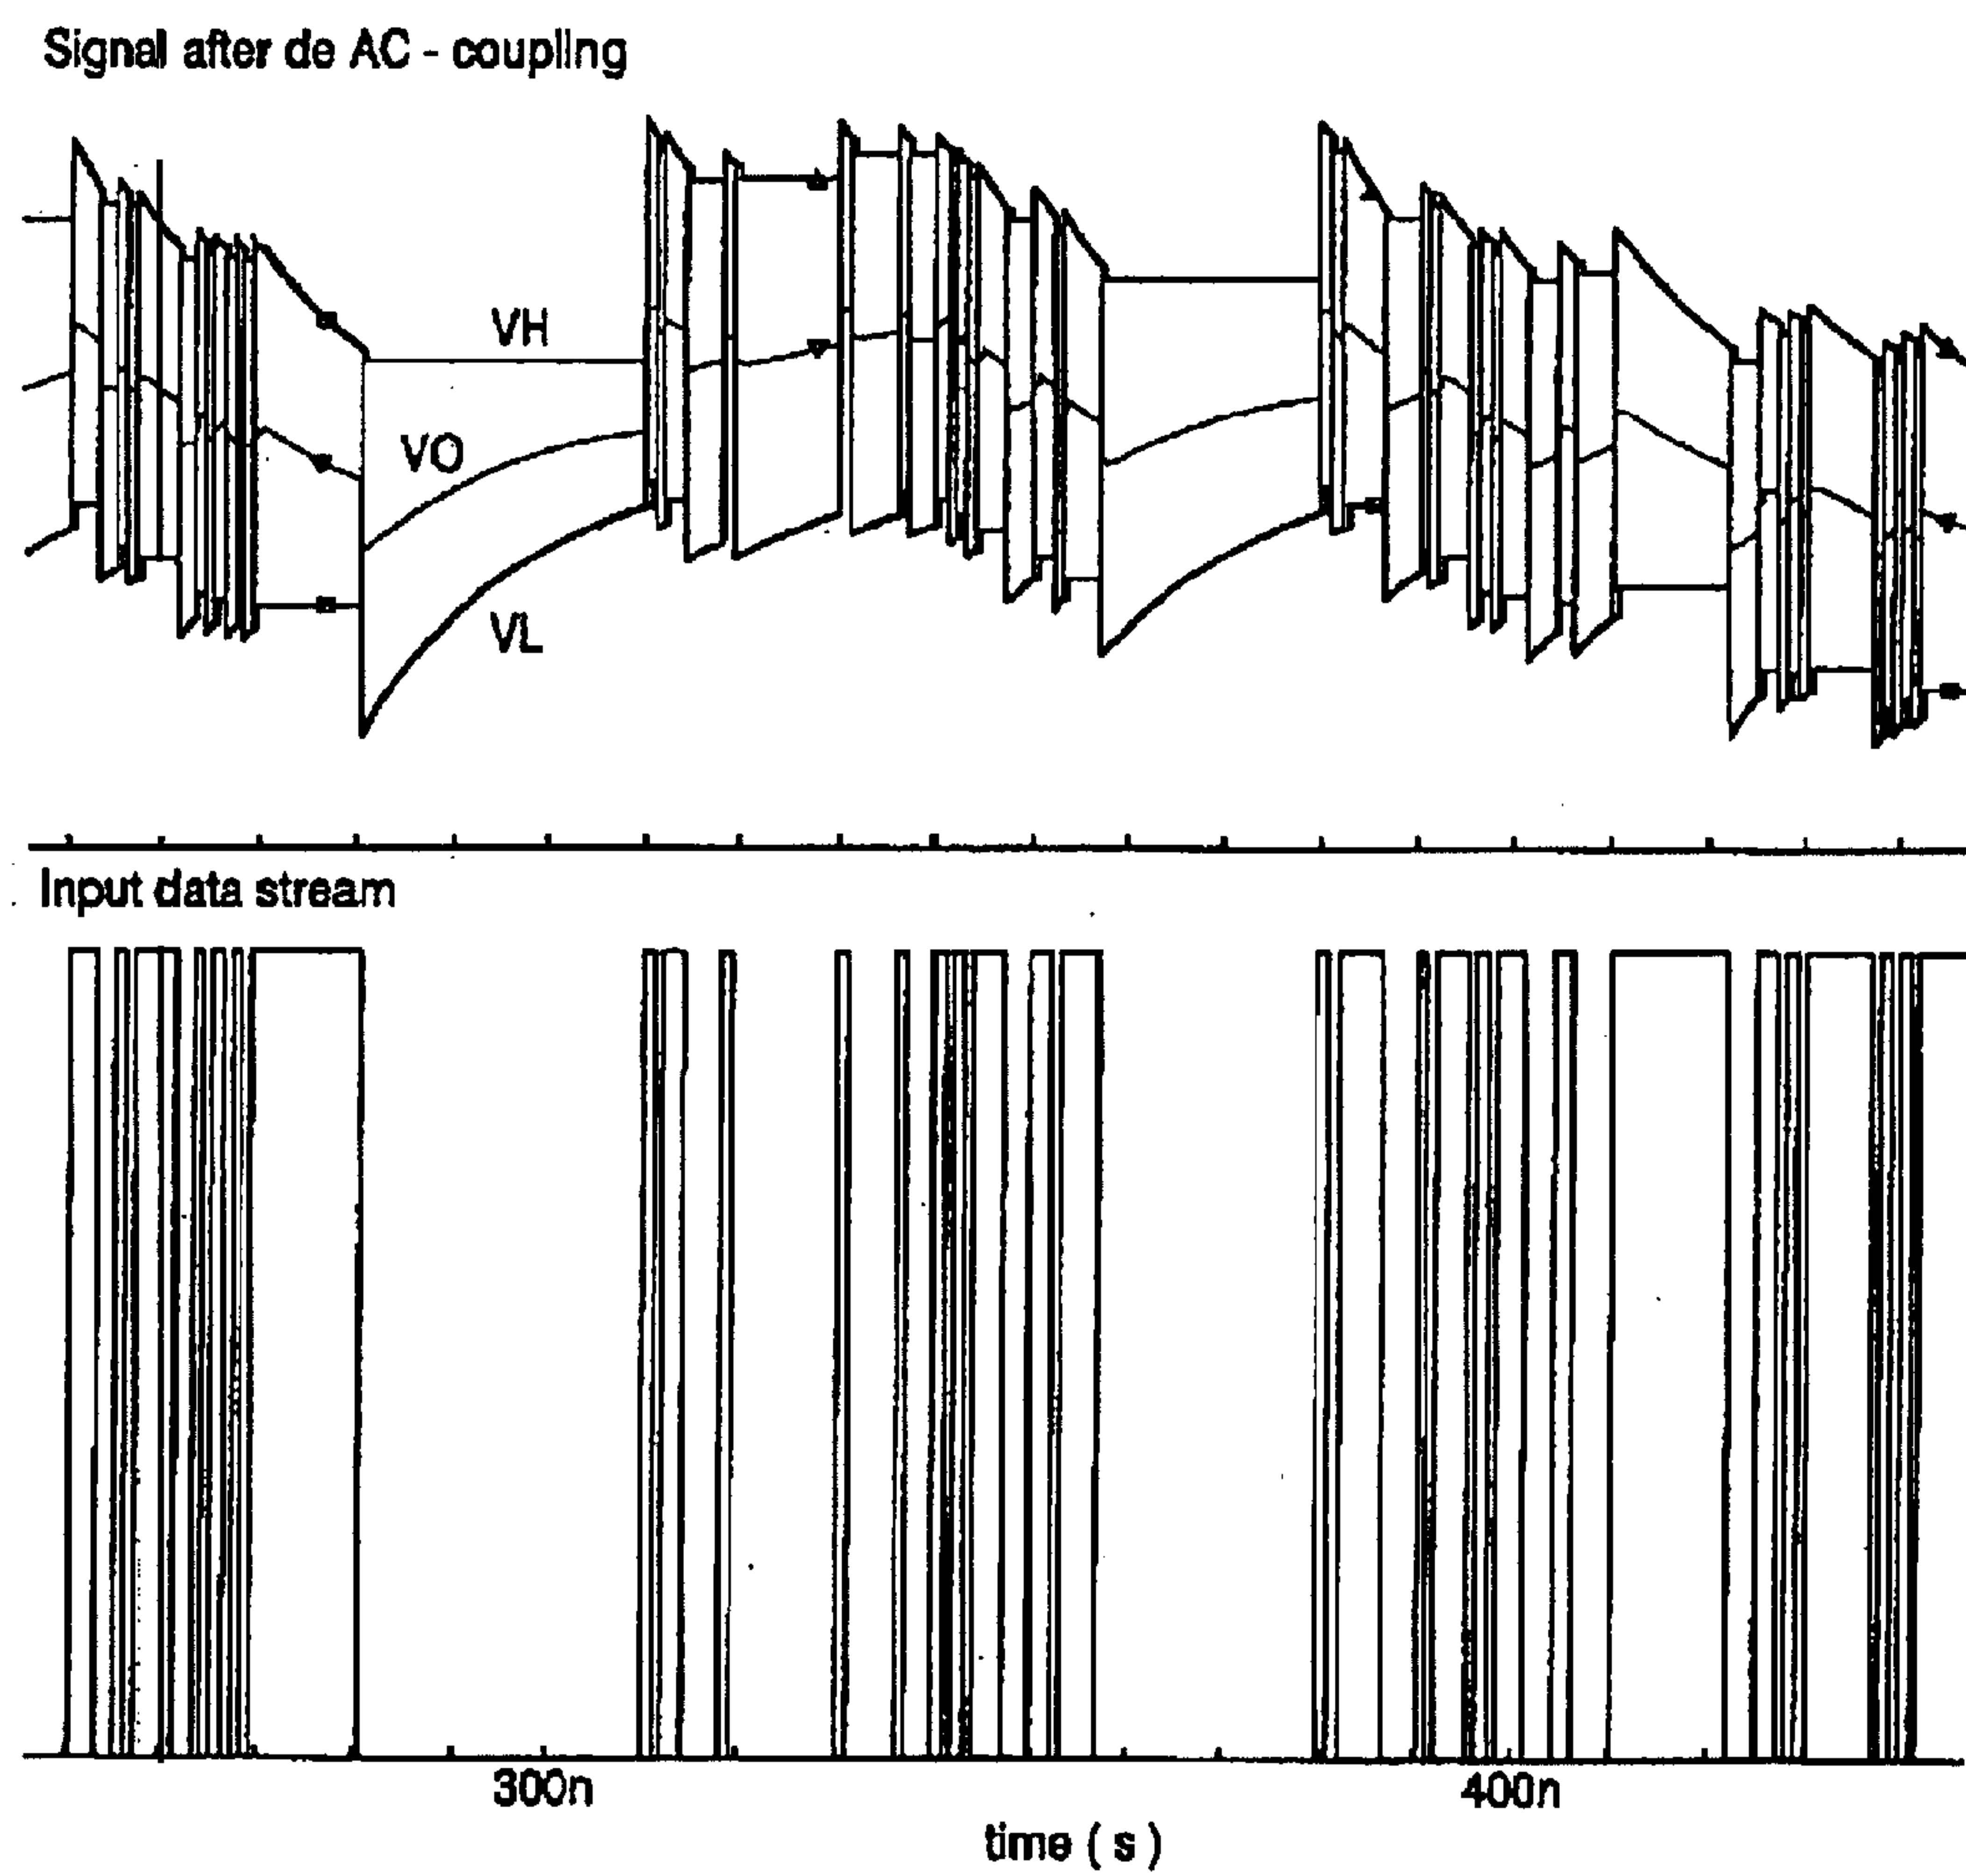 Signal after de AC - coupling
VH
VO
VL
Input data stream
300n
400n
time ( s )